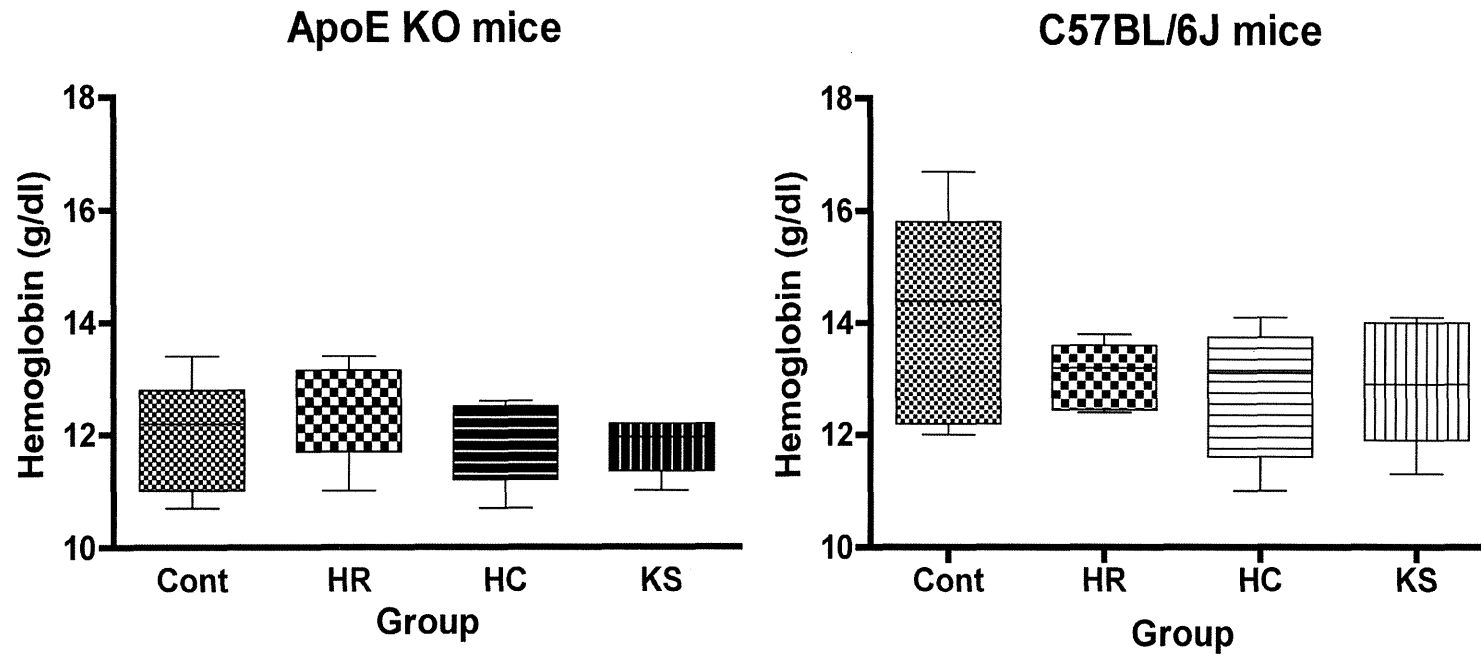 ApoE KO mice
18
16
14
12
10
Hemoglobin (g/dl)
Cont HR HC KS
Group
C57BL/6J mice
18
16
14
12
10
Hemoglobin (g/dl)
Cont HR HC KS
Group